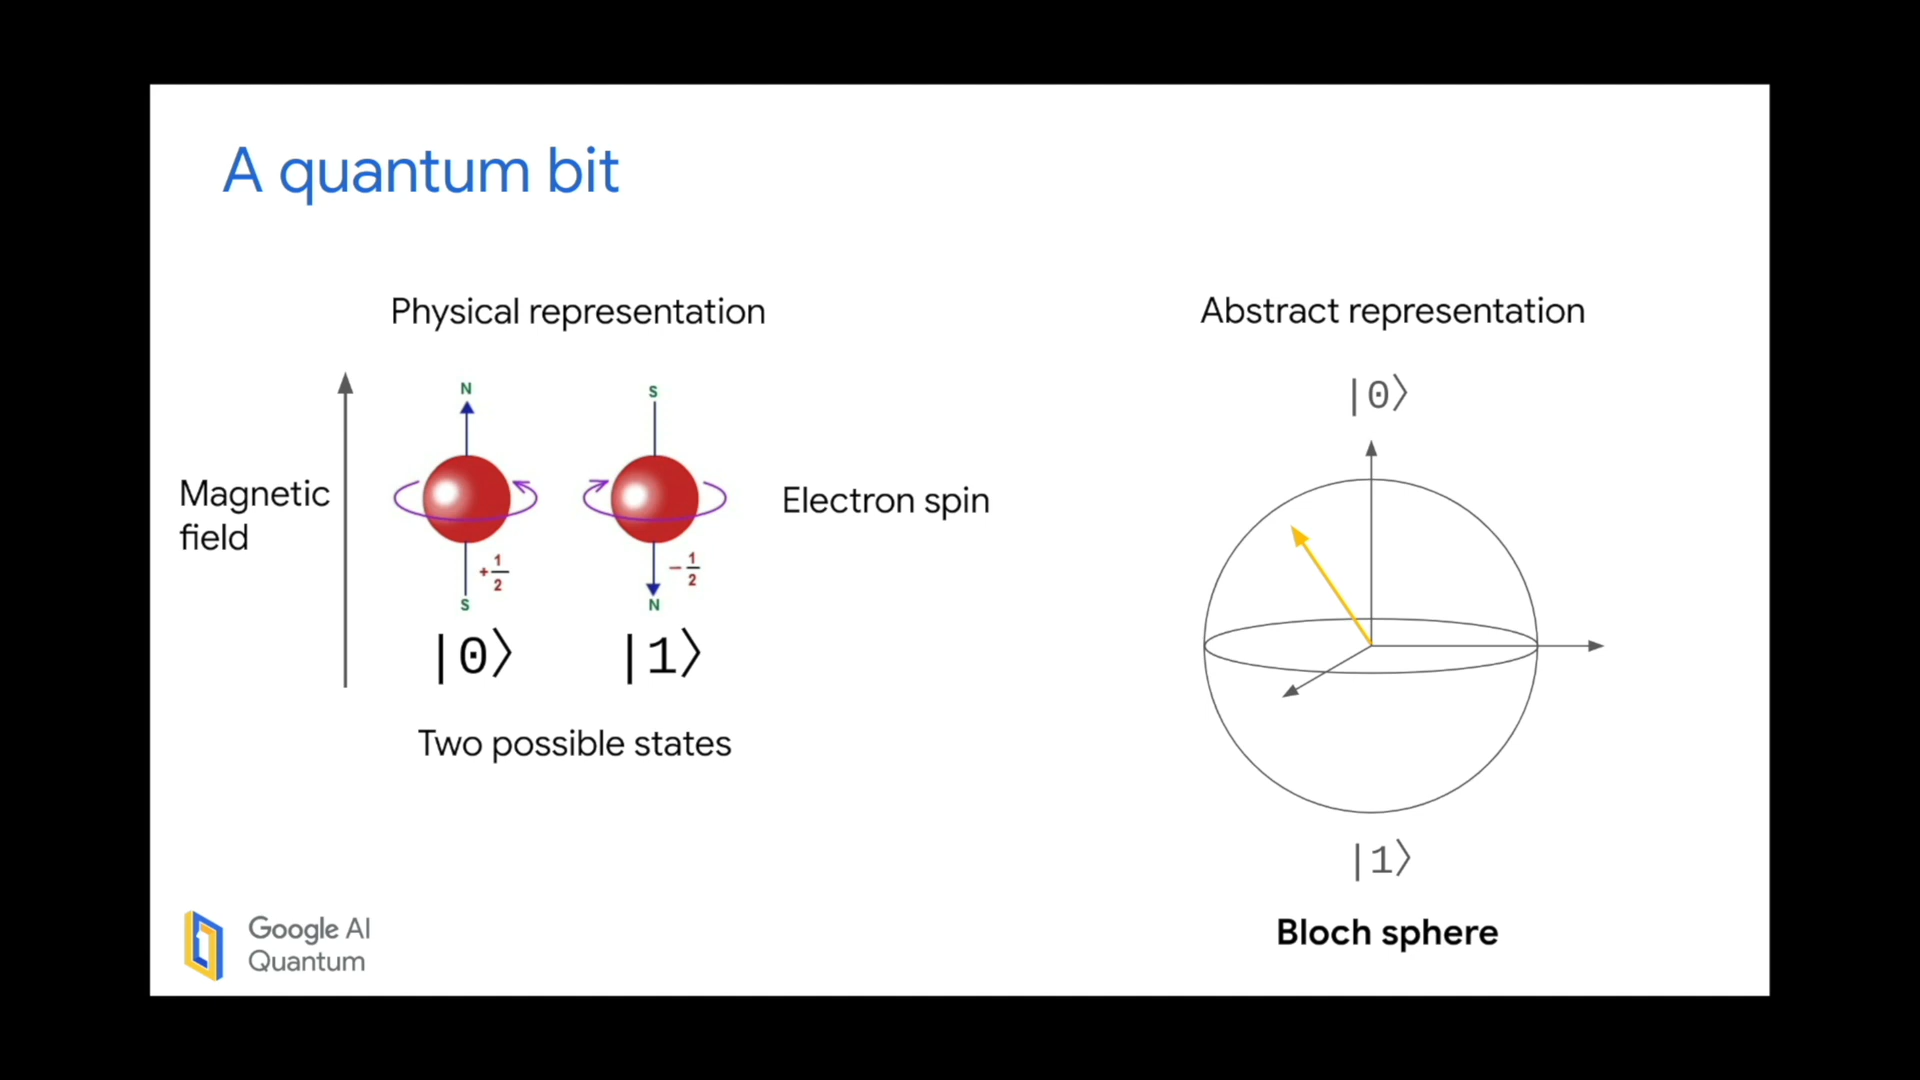 A quantum bit
Physical representation
Magnetic
field
N
S
+1/2
S
-1/2
N
|0⟩
|1⟩
Electron spin
Two possible states
Abstract representation
|0⟩
|1⟩
Bloch sphere
Google AI
Quantum